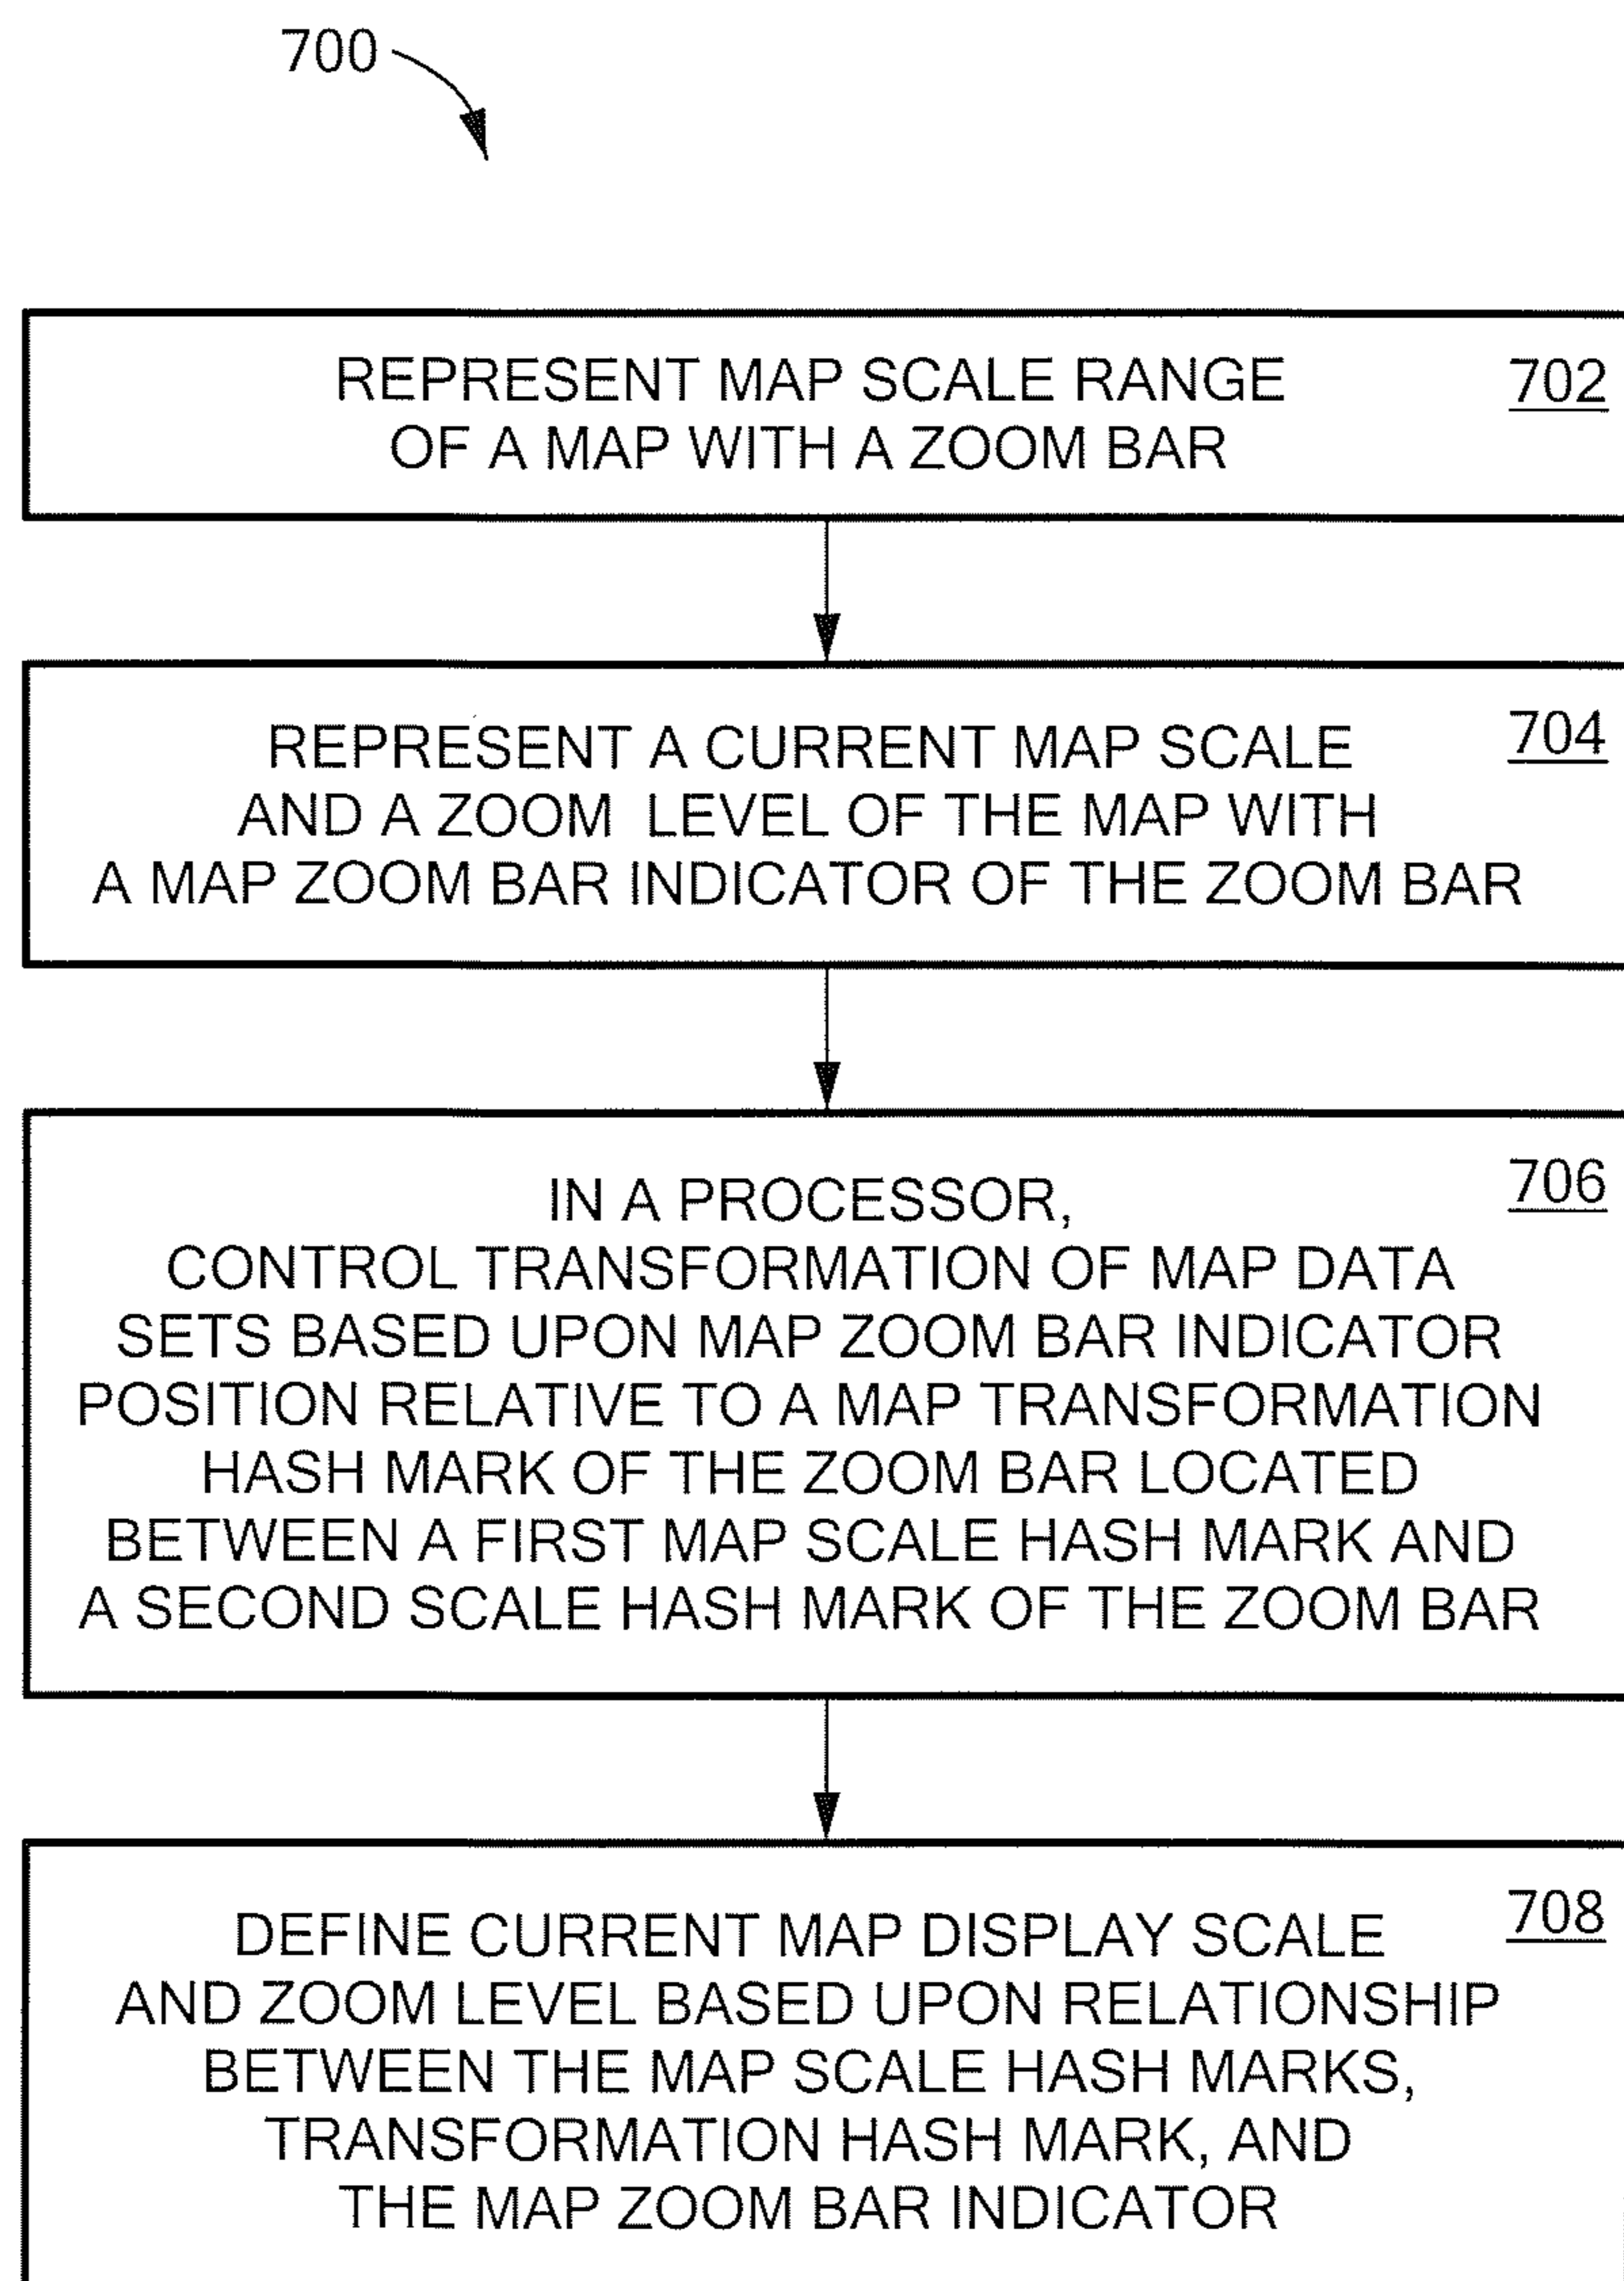 700
REPRESENT MAP SCALE RANGE
OF A MAP WITH A ZOOM BAR
702
REPRESENT A CURRENT MAP SCALE
AND A ZOOM LEVEL OF THE MAP WITH
A MAP ZOOM BAR INDICATOR OF THE ZOOM BAR
704
IN A PROCESSOR,
CONTROL TRANSFORMATION OF MAP DATA
SETS BASED UPON MAP ZOOM BAR INDICATOR
POSITION RELATIVE TO A MAP TRANSFORMATION
HASH MARK OF THE ZOOM BAR LOCATED
BETWEEN A FIRST MAP SCALE HASH MARK AND
A SECOND SCALE HASH MARK OF THE ZOOM BAR
706
DEFINE CURRENT MAP DISPLAY SCALE
AND ZOOM LEVEL BASED UPON RELATIONSHIP
BETWEEN THE MAP SCALE HASH MARKS,
TRANSFORMATION HASH MARK, AND
THE MAP ZOOM BAR INDICATOR
708